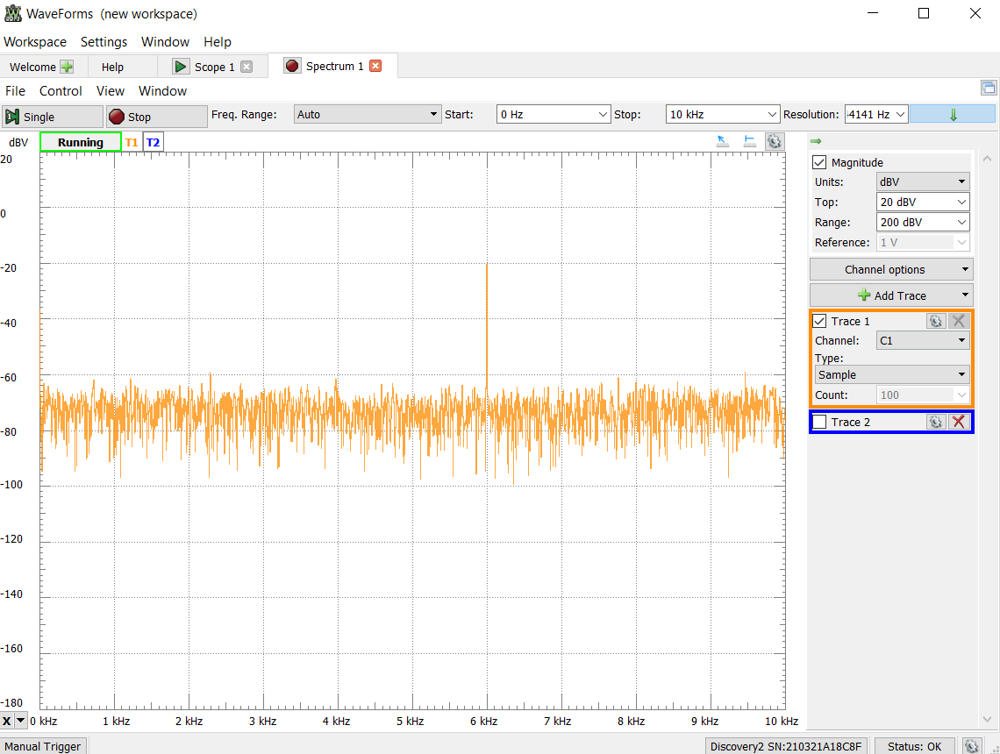 WaveForms (new workspace)
Workspace Settings Window Help
Welcome Help Scope 1 Spectrum 1
File Control View Window
Single Stop Freq. Range: Auto Start: 0 Hz Stop: 10 kHz Resolution: 4141 Hz
dBV Running T1 T2
Magnitude
Units: dBV
Top: 20 dBV
Range: 200 dBV
Reference: 1 V
Channel options
Add Trace
Trace 1
Channel: C1
Type:
Sample
Count: 100
Trace 2
20
0
-20
-40
-60
-80
-100
-120
-140
-160
-180
X 0 kHz 1 kHz 2 kHz 3 kHz 4 kHz 5 kHz 6 kHz 7 kHz 8 kHz 9 kHz 10 kHz
Manual Trigger Discovery2 SN:210321A18C8F Status: OK